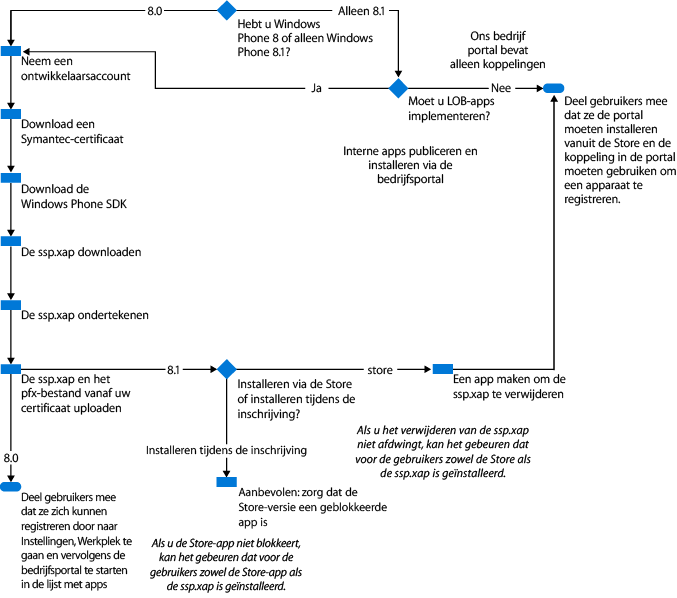 8.0
Hebt u Windows
Phone 8 of alleen Windows
Phone 8.1?
Alleen 8.1
Neem een
ontwikkelaarsaccount
Ja
Moet u LOB-apps
implementeren?
Nee
Ons bedrijf
portal bevat
alleen koppelingen
Deel gebruikers mee
dat ze de portal
moeten installeren
vanuit de Store en de
koppeling in de portal
moeten gebruiken om
een apparaat te
registreren.
Interne apps publiceren en
installeren via de
bedrijfsportal
Download een
Symantec-certificaat
Download de
Windows Phone SDK
De ssp.xap downloaden
De ssp.xap ondertekenen
De ssp.xap en het
pfx-bestand vanaf uw
certificaat uploaden
8.1
Installeren via de Store
of installeren tijdens de
inschrijving?
store
Een app maken om de
ssp.xap te verwijderen
Als u het verwijderen van de ssp.xap
niet afdwingt, kan het gebeuren dat
voor de gebruikers zowel de Store als
de ssp.xap is geïnstalleerd.
Installeren tijdens de inschrijving
8.0
Deel gebruikers mee
dat ze zich kunnen
registreren door naar
Instellingen, Werkplek te
gaan en vervolgens de
bedrijfsportal te starten
in de lijst met apps
Aanbevolen: zorg dat de
Store-versie een geblokkeerde
app is
Als u de Store-app niet blokkeert,
kan het gebeuren dat voor de
gebruikers zowel de Store-app als
de ssp.xap is geïnstalleerd.